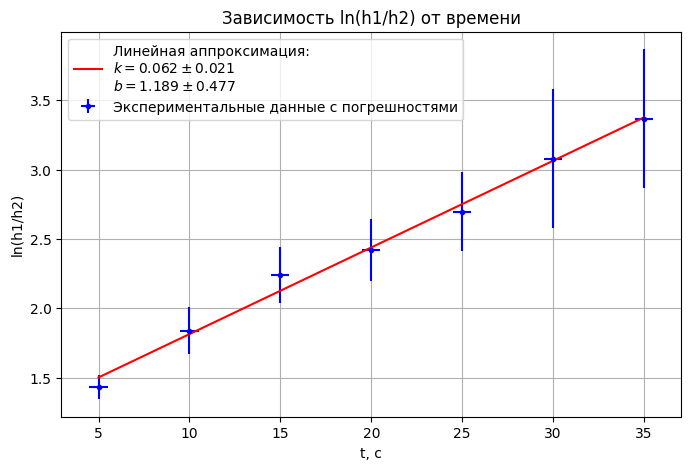 Зависимость ln(h1/h2) от времени
Линейная аппроксимация:
k = 0.062 ± 0.021
b = 1.189 ± 0.477
Экспериментальные данные с погрешностями
ln(h1/h2)
3.5
3.0
2.5
2.0
1.5
5 10 15 20 25 30 35
t, с